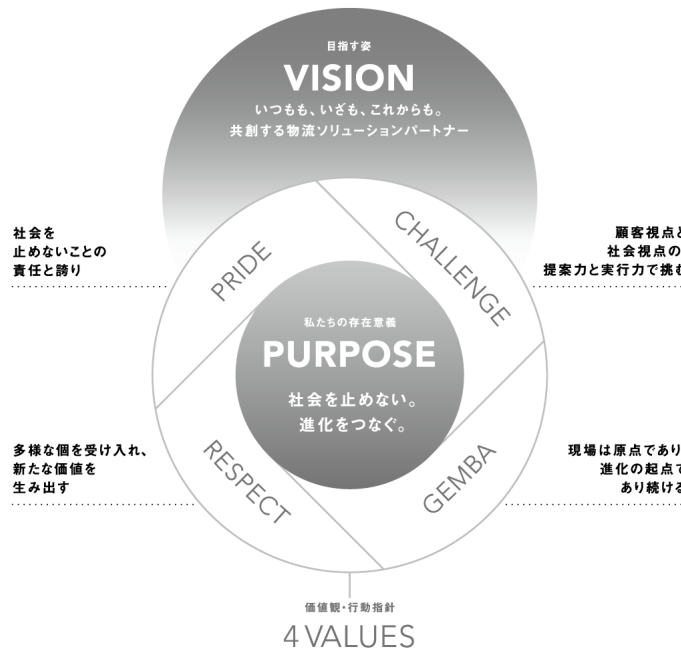 目指す姿
VISION
いつもも、いざも、これからも。
共創する物流ソリューションパートナー
社会を
止めないことの
責任と誇り
PRIDE
CHALLENGE
顧客視点と
社会視点の、
提案力と実行力で挑む
私たちの存在意義
PURPOSE
社会を止めない。
進化をつなぐ。
多様な個を受け入れ、
新たな価値を
生み出す
RESPECT
GEMBA
現場は原点であり、
進化の起点で
あり続ける
価値観・行動指針
4 VALUES